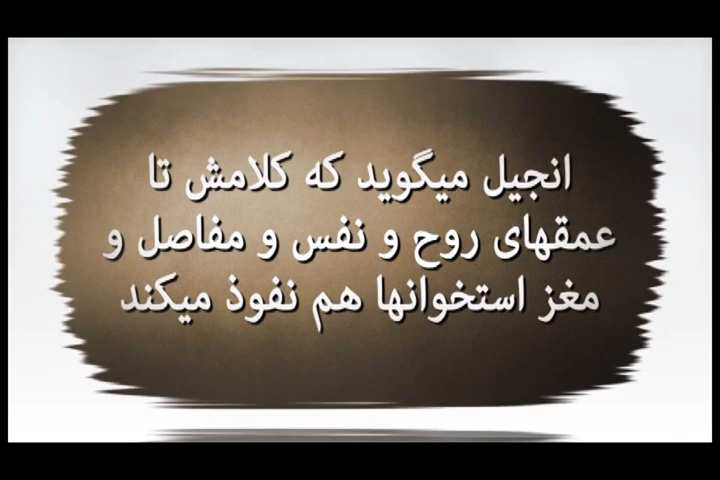 انجیل میگوید که کلامش تا
عمقهای روح و نفس و مفاصل و
مغز استخوانها هم نفوذ میکند